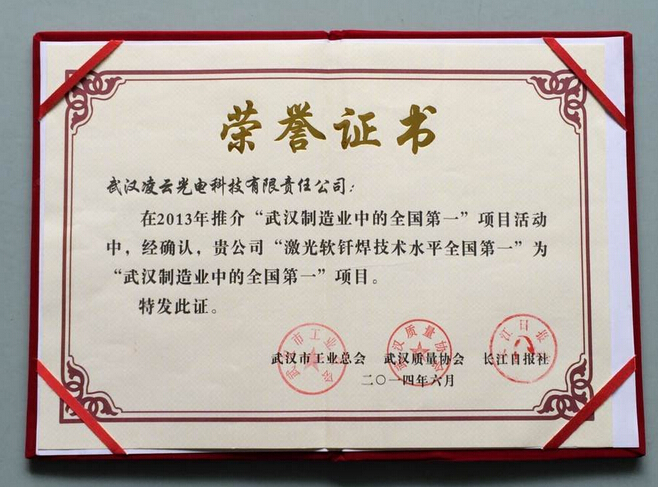 荣誉证书
武汉凌云光电科技有限责任公司:
在2013年推介“武汉制造业中的全国第一”项目活动
中,经确认,贵公司“激光软钎焊技术水平全国第一”为
“武汉制造业中的全国第一”项目。
特发此证。
武汉市工业总会 武汉质量协会 长江日报社
二〇一四年六月